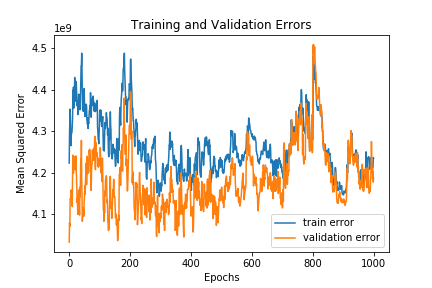 Training and Validation Errors
1e9
4.5
4.4
4.3
4.2
4.1
Mean Squared Error
0
200
400
600
800
1000
Epochs
train error
validation error